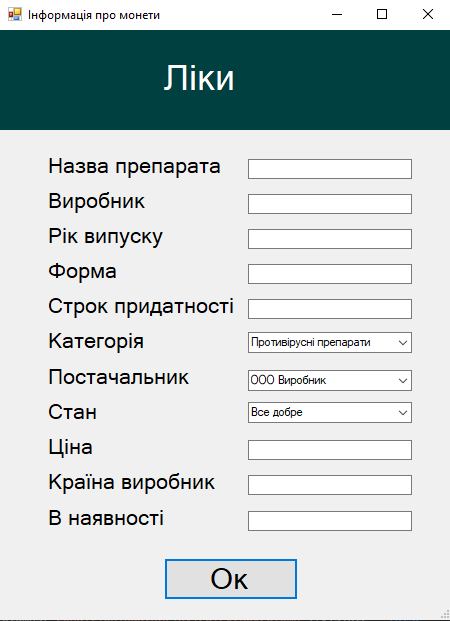 Інформація про монети
Ліки
Назва препарата
Виробник
Рік випуску
Форма
Строк придатності
Категорія Противірусні препарати
Постачальник ООО Виробник
Стан Все добре
Ціна
Країна виробник
В наявності
Ок